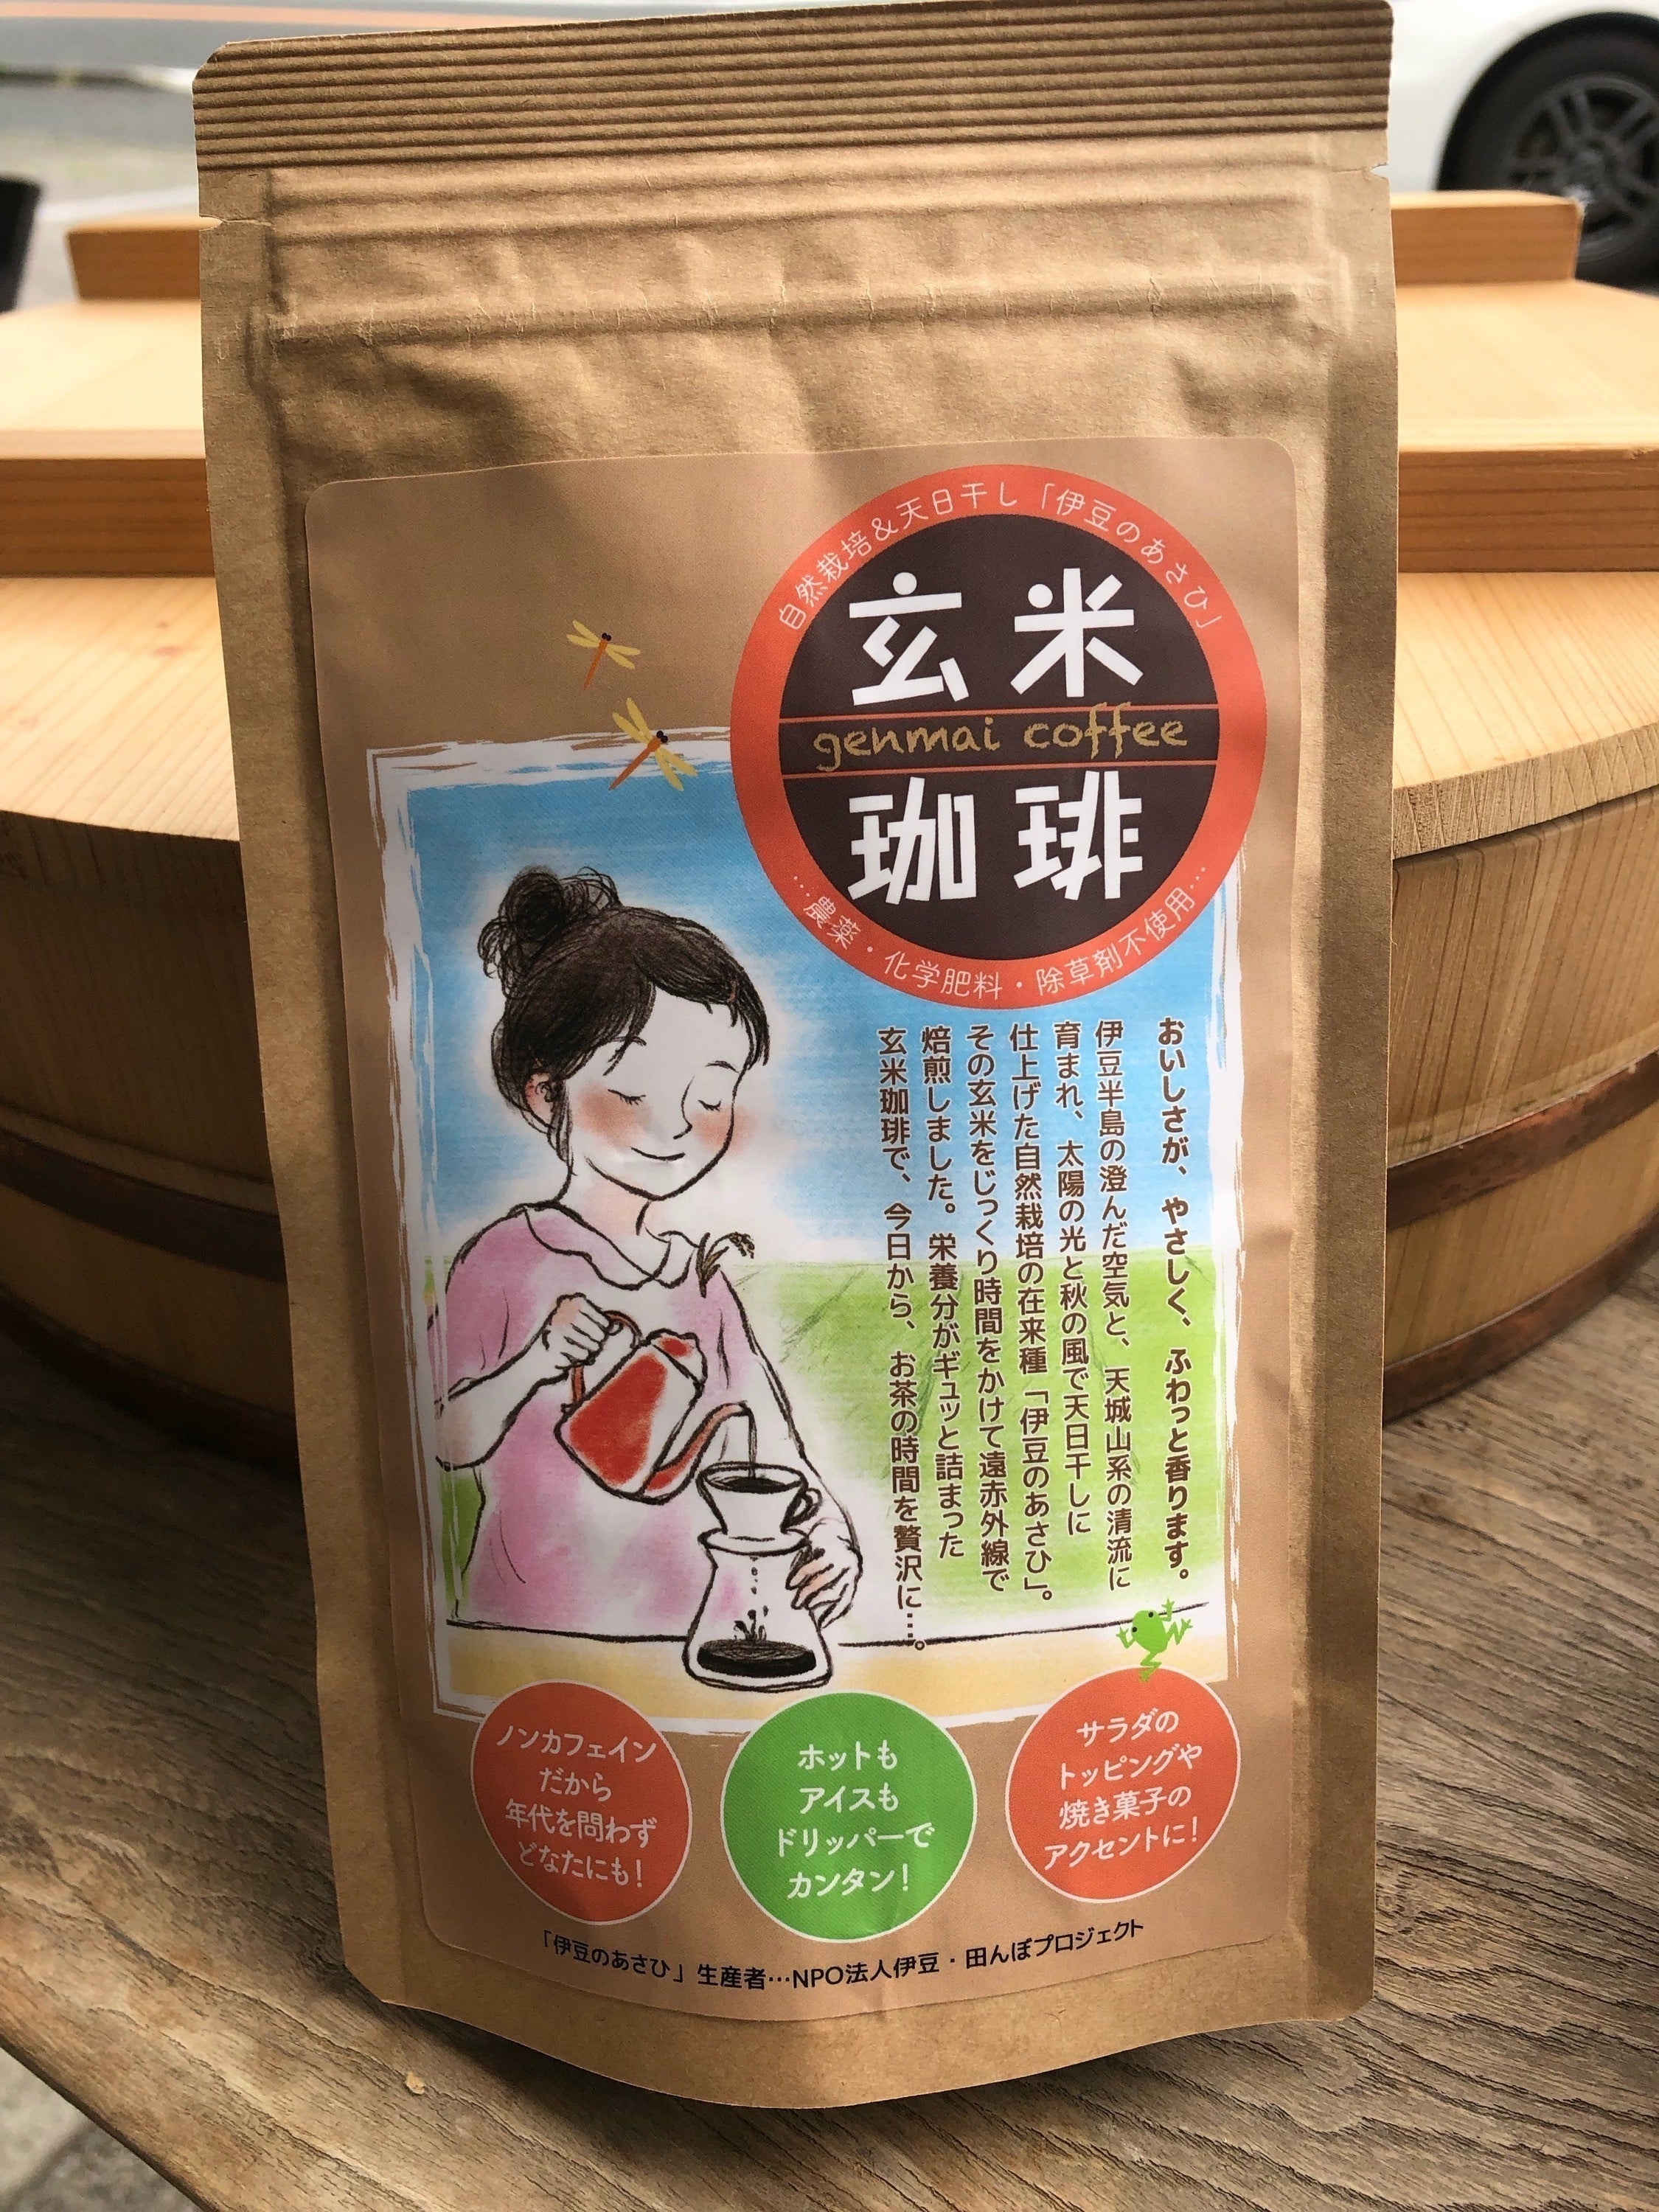 自然栽培&天日干し「伊豆のあさひ」
玄米
genmai coffee
珈琲
…農薬・化学肥料・除草剤不使用…
おいしさが、やさしく、ふわっと香ります。
伊豆半島の澄んだ空気と、天城山系の清流に
育まれ、太陽の光と秋の風で天日干しに
仕上げた自然栽培の在来種「伊豆のあさひ」。
その玄米をじっくり時間をかけて遠赤外線で
焙煎しました。栄養分がギュッと詰まった
玄米珈琲で、今日から、お茶の時間を贅沢に…。
ノンカフェイン
だから
年代を問わず
どなたにも!
ホットも
アイスも
ドリッパーで
カンタン!
サラダの
トッピングや
焼き菓子の
アクセントに!
「伊豆のあさひ」生産者…NPO法人伊豆・田んぼプロジェクト